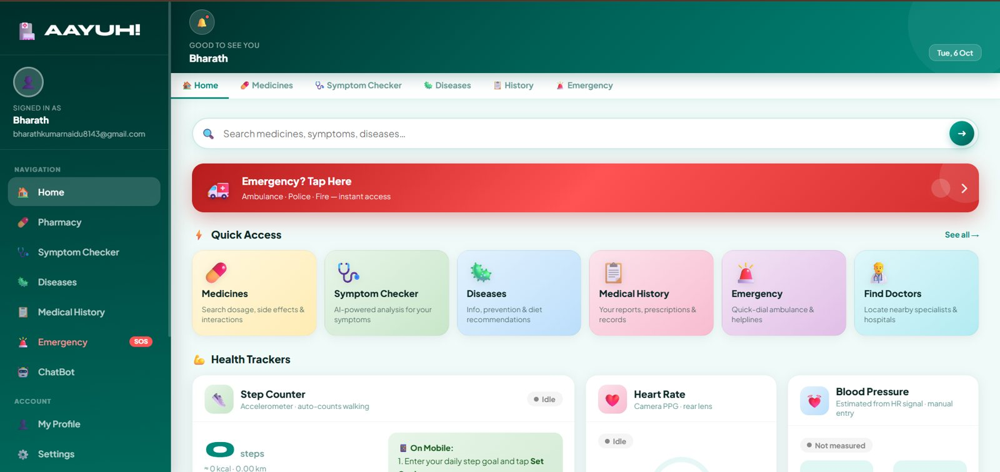 AAYUH!
SIGNED IN AS
Bharath
bharathkumarnaidu8143@gmail.com
NAVIGATION
Home
Pharmacy
Symptom Checker
Diseases
Medical History
Emergency SOS
ChatBot
ACCOUNT
My Profile
Settings
GOOD TO SEE YOU
Bharath
Tue, 6 Oct
Home Medicines Symptom Checker Diseases History Emergency
Search medicines, symptoms, diseases...
Emergency? Tap Here
Ambulance · Police · Fire — instant access
Quick Access
See all →
Medicines
Search dosage, side effects &
interactions
Symptom Checker
AI-powered analysis for your
symptoms
Diseases
Info, prevention & diet
recommendations
Medical History
Your reports, prescriptions &
records
Emergency
Quick-dial ambulance &
helplines
Find Doctors
Locate nearby specialists &
hospitals
Health Trackers
Step Counter
Accelerometer · auto-counts walking
Idle
0 steps
≈ 0 kcal · 0.00 km
On Mobile:
1. Enter your daily step goal and tap Set
Heart Rate
Camera PPG · rear lens
Idle
Blood Pressure
Estimated from HR signal · manual
entry
Not measured